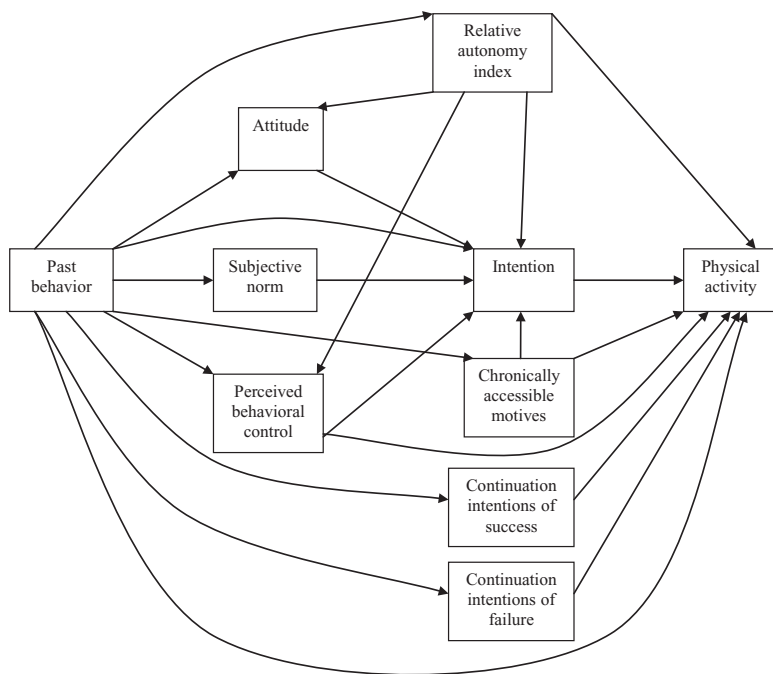 Relative
autonomy
index
Attitude
Past
behavior
Subjective
norm
Intention
Physical
activity
Perceived
behavioral
control
Chronically
accessible
motives
Continuation
intentions of
success
Continuation
intentions of
failure